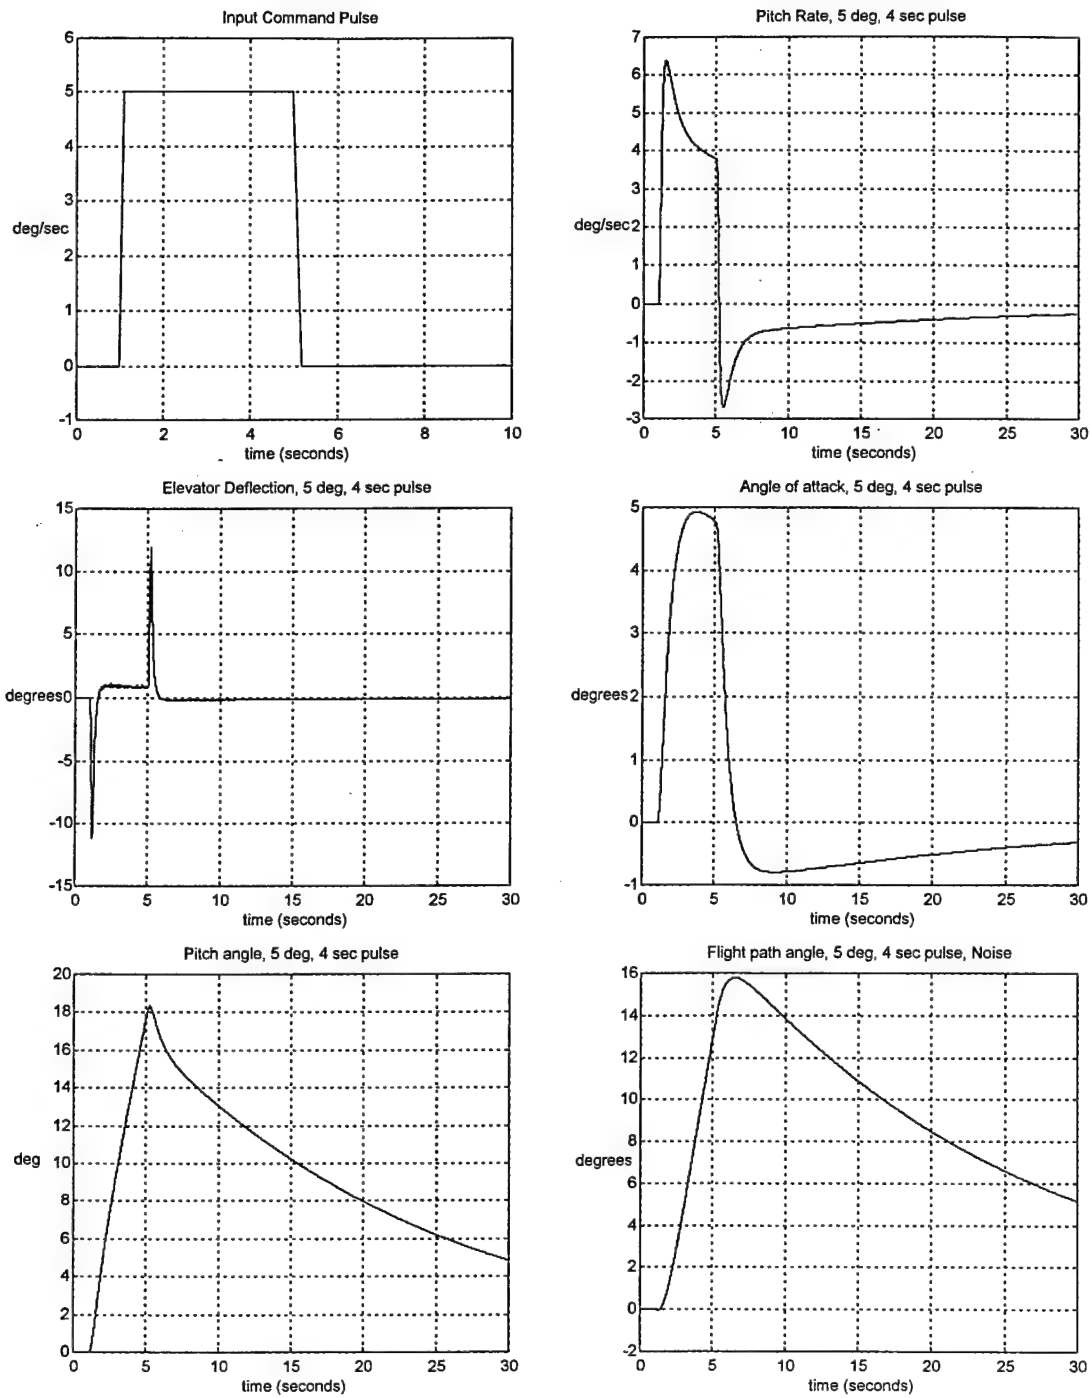 Input Command Pulse
6
5
4
3
deg/sec
2
1
0
-1
0 2 4 6 8 10
time (seconds)
Pitch Rate, 5 deg, 4 sec pulse
7
6
5
4
3
deg/sec2
1
0
-1
-2
-3
0 5 10 15 20 25 30
time (seconds)
Elevator Deflection, 5 deg, 4 sec pulse
15
10
5
degrees0
-5
-10
-15
0 5 10 15 20 25 30
time (seconds)
Angle of attack, 5 deg, 4 sec pulse
5
4
3
degrees2
1
0
-1
0 5 10 15 20 25 30
time (seconds)
Pitch angle, 5 deg, 4 sec pulse
20
18
16
14
12
deg 10
8
6
4
2
0
0 5 10 15 20 25 30
time (seconds)
Flight path angle, 5 deg, 4 sec pulse, Noise
16
14
12
10
8
degrees
6
4
2
0
-2
0 5 10 15 20 25 30
time (seconds)